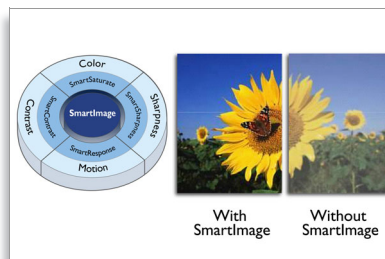 Color
SmartSaturate
Contrast
SmartContrast
SmartImage
SmartSharpness
Sharpness
SmartResponse
Motion
With
SmartImage
Without
SmartImage